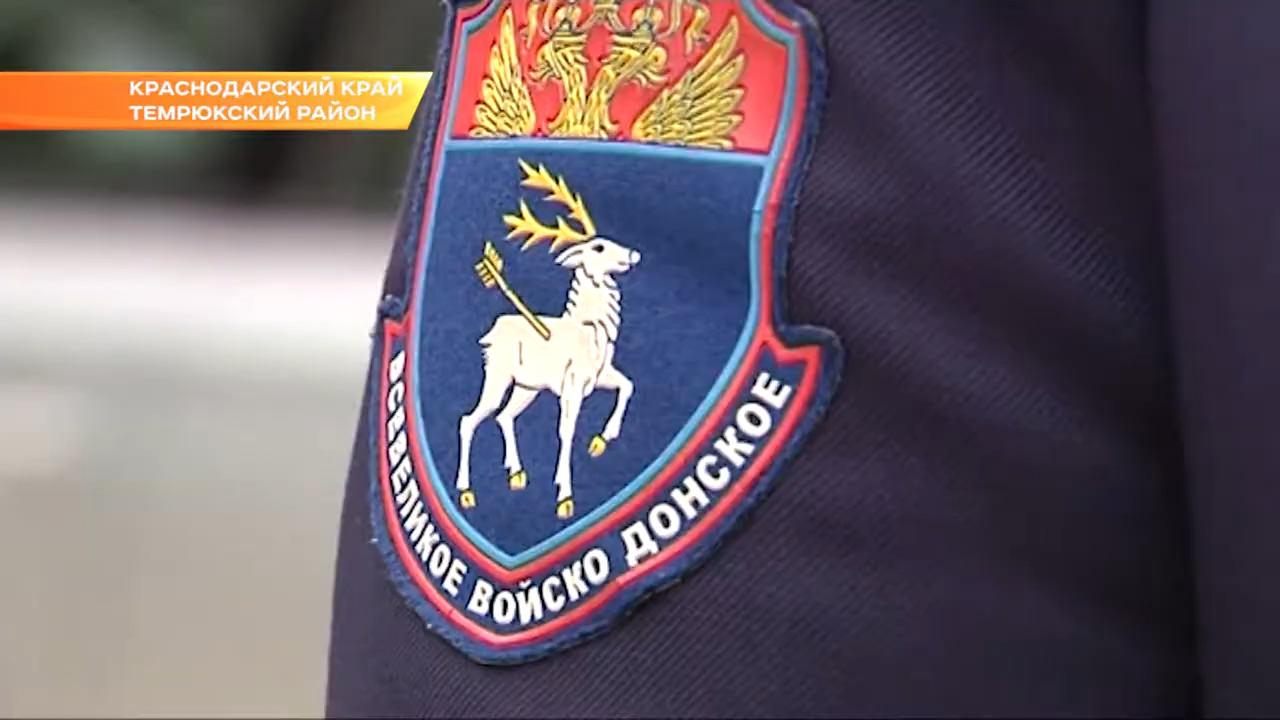 КРАСНОДАРСКИЙ КРАЙ
ТЕМРЮКСКИЙ РАЙОН
ВСЕВЕЛИКОЕ ВОЙСКО ДОНСКОЕ